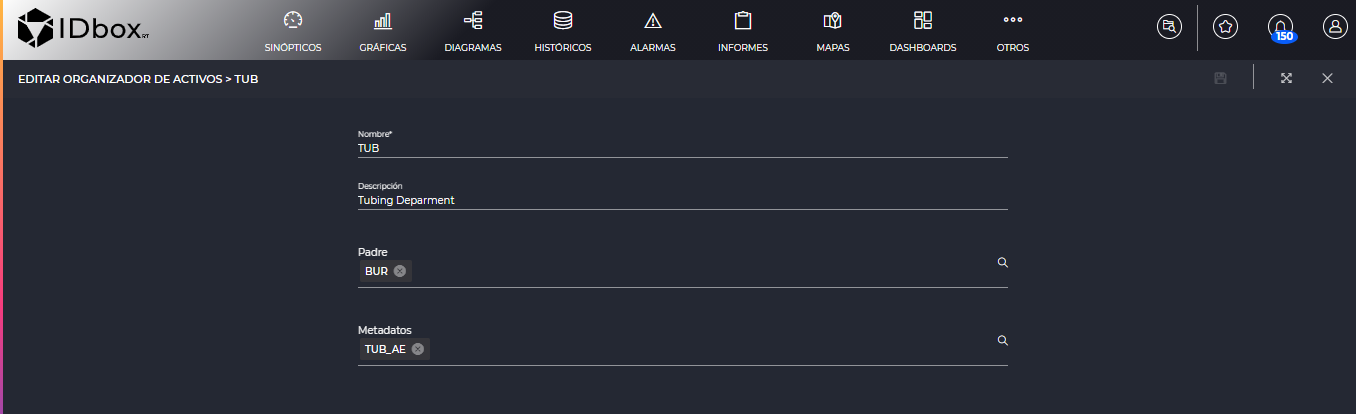 IDbox RT
SINÓPTICOS
GRÁFICAS
DIAGRAMAS
HISTÓRICOS
ALARMAS
INFORMES
MAPAS
DASHBOARDS
OTROS
150
EDITAR ORGANIZADOR DE ACTIVOS > TUB
Nombre*
TUB
Descripción
Tubing Deparment
Padre
BUR
Metadatos
TUB_AE